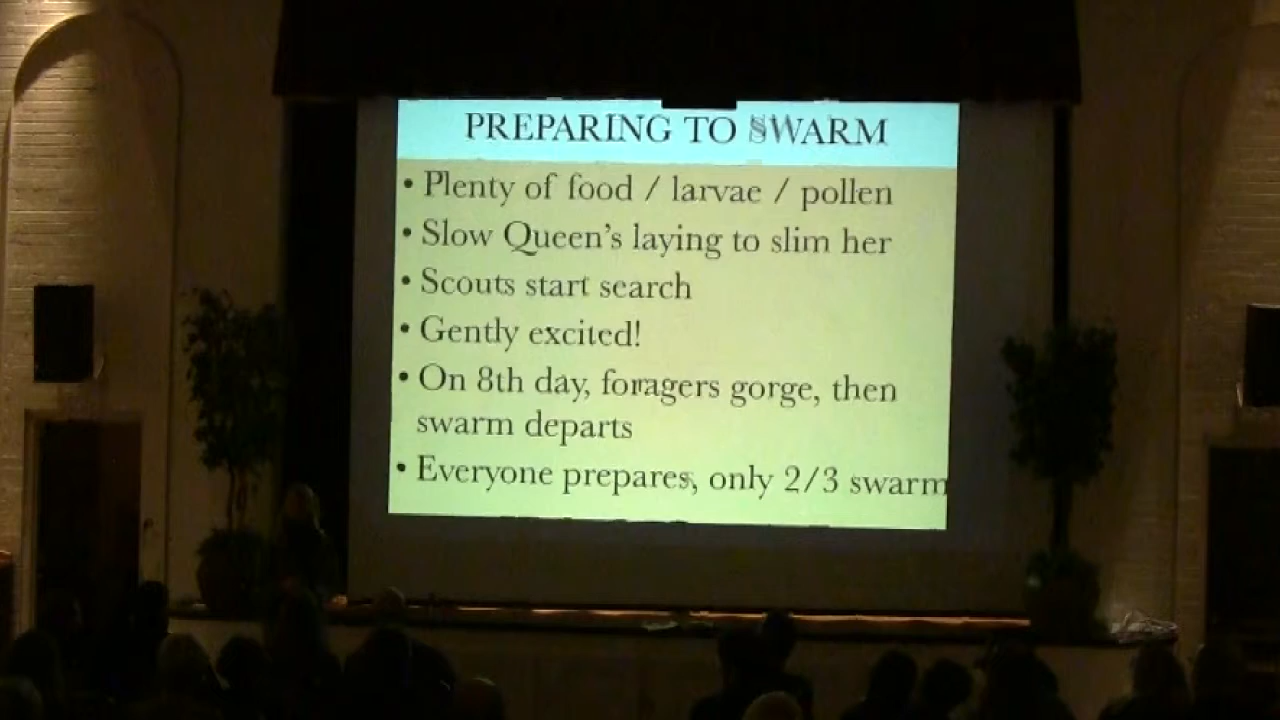 PREPARING TO SWARM
• Plenty of food / larvae / pollen
• Slow Queen's laying to slim her
• Scouts start search
• Gently excited!
• On 8th day, foragers gorge, then
swarm departs
• Everyone prepares, only 2/3 swarm